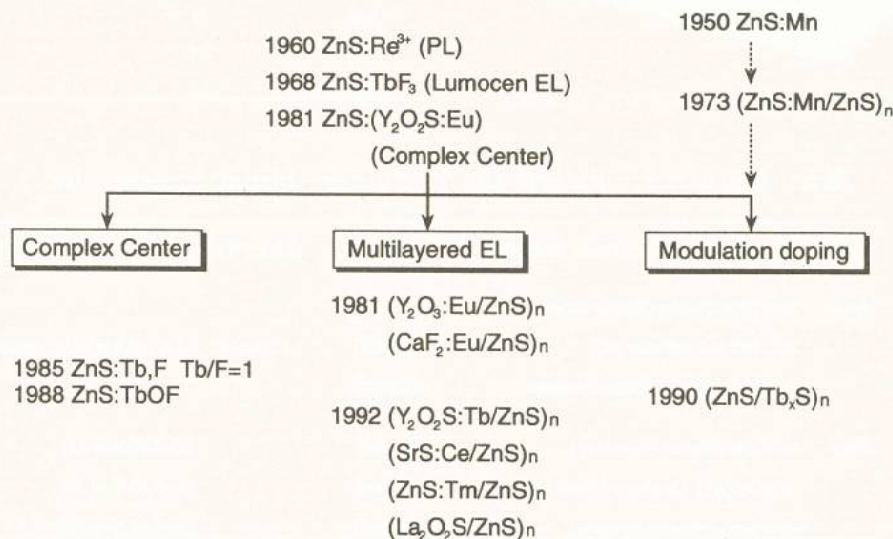 1960 ZnS:Re³⁺ (PL)
1968 ZnS:TbF₃ (Lumocen EL)
1981 ZnS:(Y₂O₂S:Eu)
(Complex Center)
1950 ZnS:Mn
1973 (ZnS:Mn/ZnS)ₙ
Complex Center
Multilayered EL
Modulation doping
1985 ZnS:Tb,F Tb/F=1
1988 ZnS:TbOF
1981 (Y₂O₃:Eu/ZnS)ₙ
(CaF₂:Eu/ZnS)ₙ
1992 (Y₂O₂S:Tb/ZnS)ₙ
(SrS:Ce/ZnS)ₙ
(ZnS:Tm/ZnS)ₙ
(La₂O₂S/ZnS)ₙ
1990 (ZnS/TbₓS)ₙ